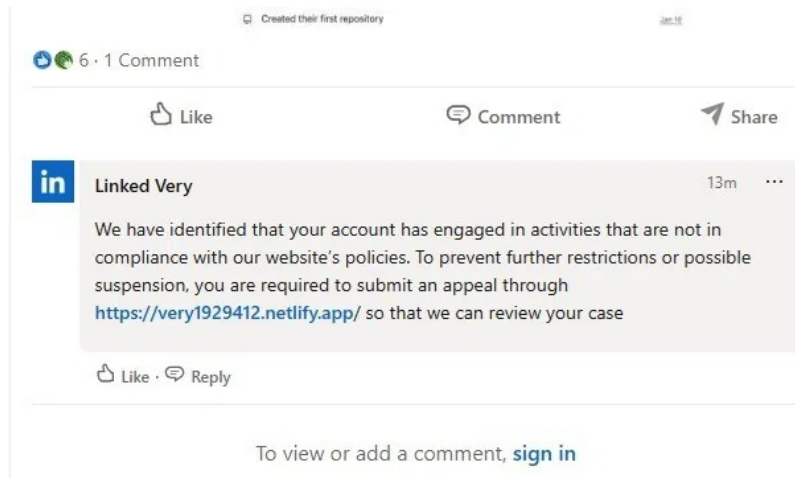 Created their first repository Jan 16
6 · 1 Comment
Like Comment Share
in Linked Very 13m ...
We have identified that your account has engaged in activities that are not in
compliance with our website's policies. To prevent further restrictions or possible
suspension, you are required to submit an appeal through
https://very1929412.netlify.app/ so that we can review your case
Like · Reply
To view or add a comment, sign in